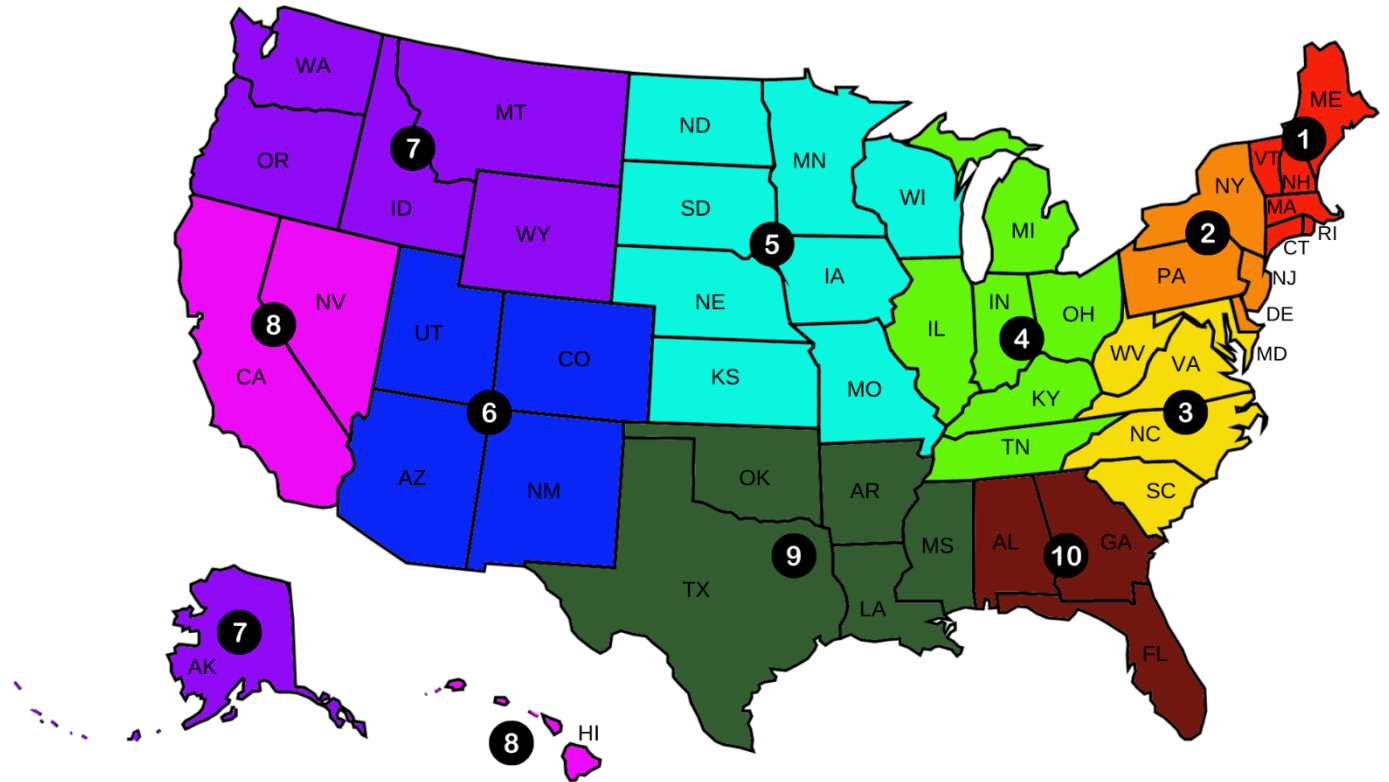 WA
MT
ND
MN
ME
1
7
OR
ID
SD
WI
VT
NH
NY
MA
WY
5
MI
2
RI
CT
NV
IA
PA
NJ
8
UT
NE
IL
IN
OH
DE
CO
4
WV
VA
MD
CA
KS
MO
KY
6
3
NC
TN
AZ
NM
OK
AR
SC
MS
AL
GA
9
10
TX
LA
7
AK
FL
HI
8